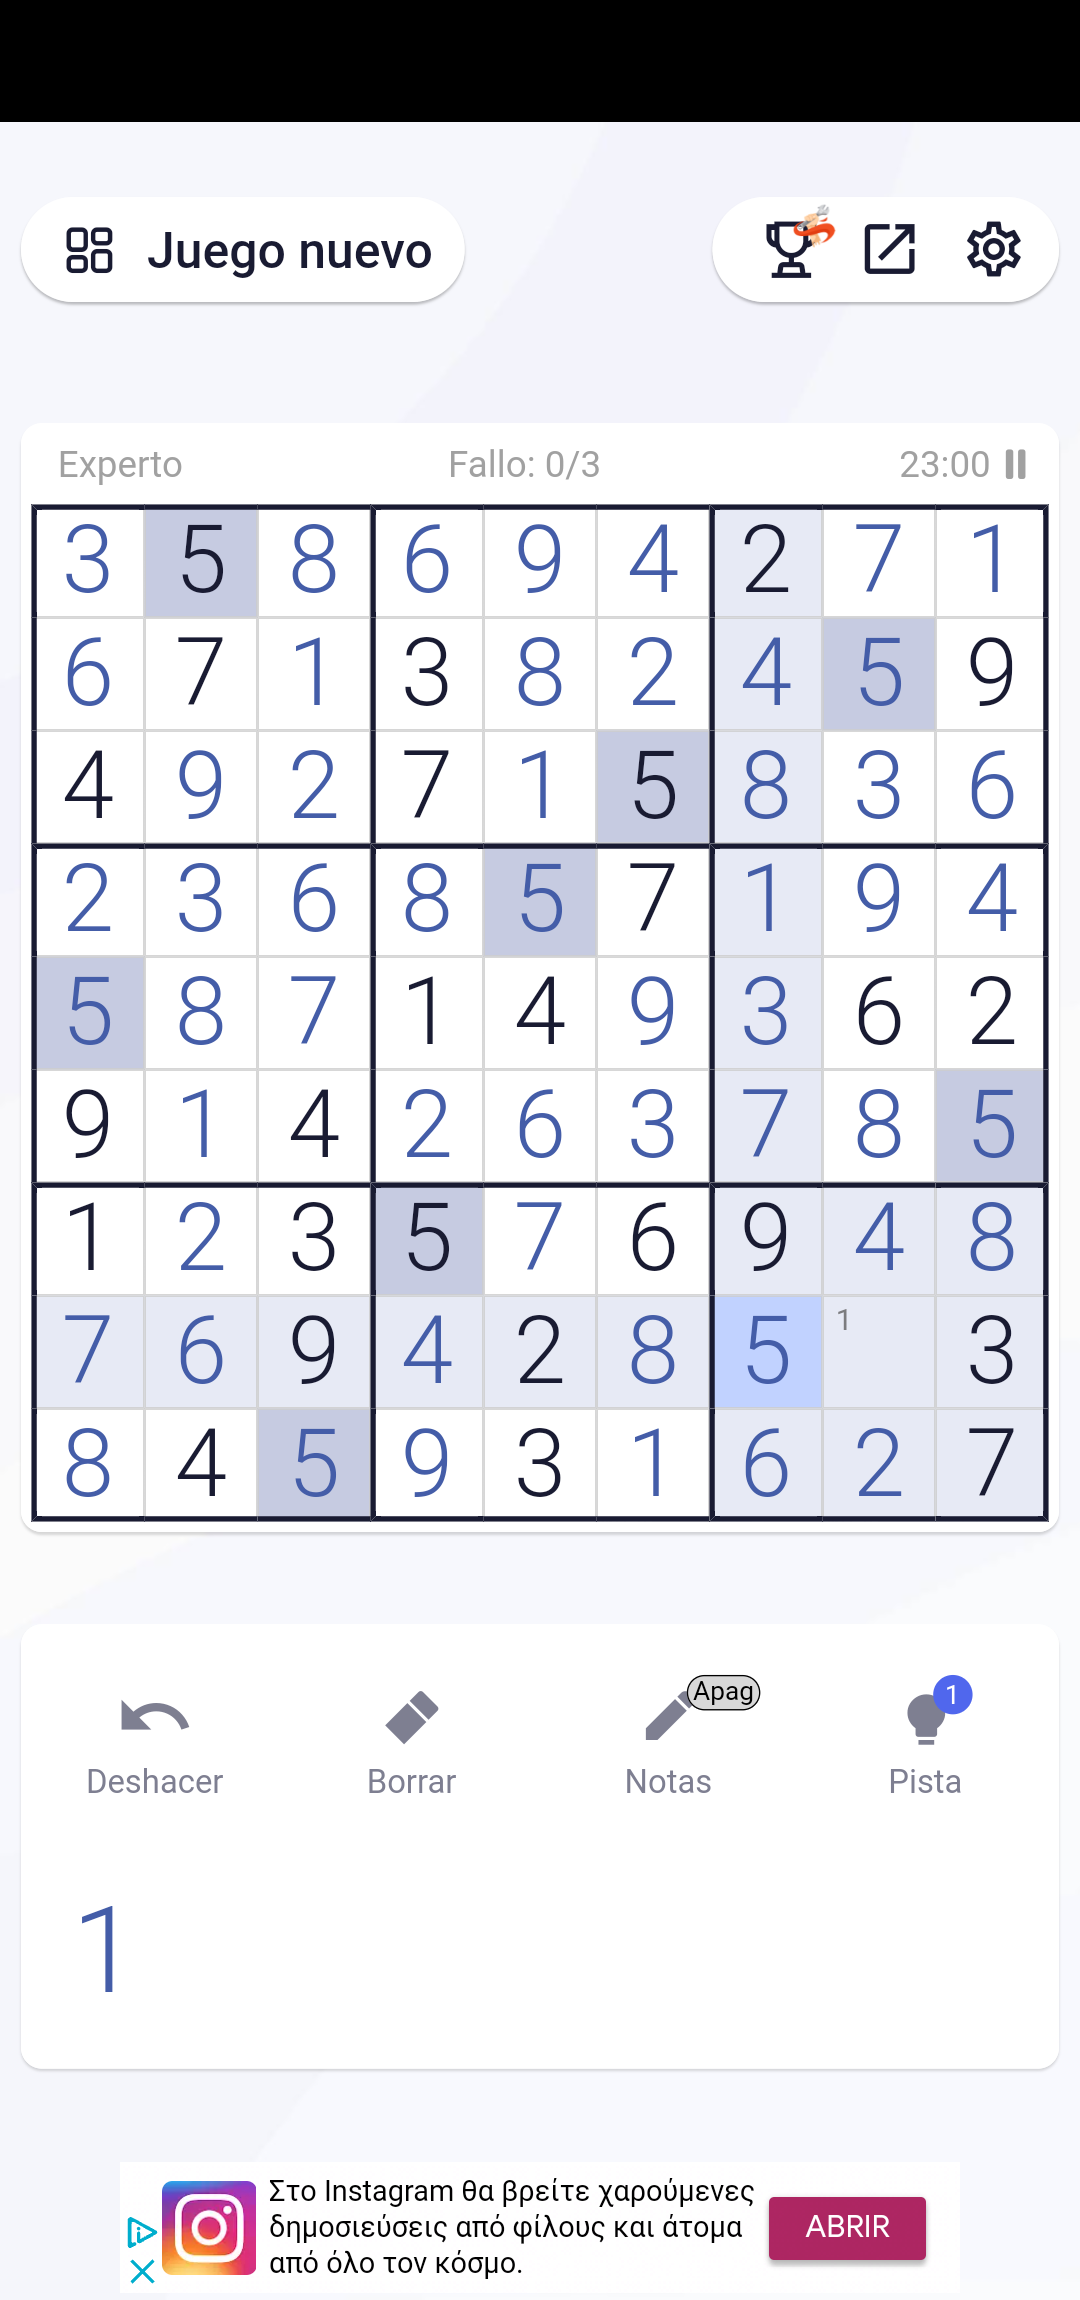 Juego nuevo
Experto Fallo: 0/3 23:00
3 5 8 6 9 4 2 7 1
6 7 1 3 8 2 4 5 9
4 9 2 7 1 5 8 3 6
2 3 6 8 5 7 1 9 4
5 8 7 1 4 9 3 6 2
9 1 4 2 6 3 7 8 5
1 2 3 5 7 6 9 4 8
7 6 9 4 2 8 5 1 3
8 4 5 9 3 1 6 2 7
Apag 1
Deshacer Borrar Notas Pista
1
Στο Instagram θα βρείτε χαρούμενες
δημοσιεύσεις από φίλους και άτομα
από όλο τον κόσμο.
ABRIR